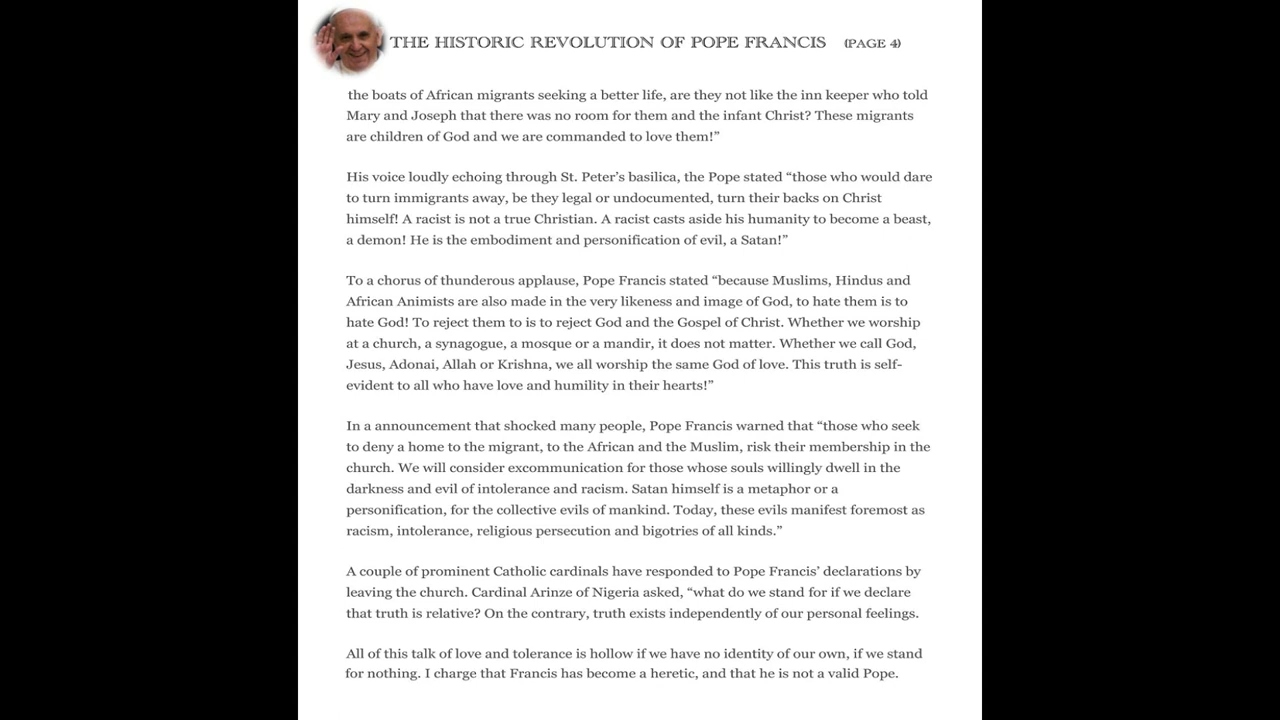 THE HISTORIC REVOLUTION OF POPE FRANCIS (PAGE 4)
the boats of African migrants seeking a better life, are they not like the inn keeper who told
Mary and Joseph that there was no room for them and the infant Christ? These migrants
are children of God and we are commanded to love them!”
His voice loudly echoing through St. Peter’s basilica, the Pope stated “those who would dare
to turn immigrants away, be they legal or undocumented, turn their backs on Christ
himself! A racist is not a true Christian. A racist casts aside his humanity to become a beast,
a demon! He is the embodiment and personification of evil, a Satan!”
To a chorus of thunderous applause, Pope Francis stated “because Muslims, Hindus and
African Animists are also made in the very likeness and image of God, to hate them is to
hate God! To reject them to is to reject God and the Gospel of Christ. Whether we worship
at a church, a synagogue, a mosque or a mandir, it does not matter. Whether we call God,
Jesus, Adonai, Allah or Krishna, we all worship the same God of love. This truth is self-
evident to all who have love and humility in their hearts!”
In a announcement that shocked many people, Pope Francis warned that “those who seek
to deny a home to the migrant, to the African and the Muslim, risk their membership in the
church. We will consider excommunication for those whose souls willingly dwell in the
darkness and evil of intolerance and racism. Satan himself is a metaphor or a
personification, for the collective evils of mankind. Today, these evils manifest foremost as
racism, intolerance, religious persecution and bigotries of all kinds.”
A couple of prominent Catholic cardinals have responded to Pope Francis’ declarations by
leaving the church. Cardinal Arinze of Nigeria asked, “what do we stand for if we declare
that truth is relative? On the contrary, truth exists independently of our personal feelings.
All of this talk of love and tolerance is hollow if we have no identity of our own, if we stand
for nothing. I charge that Francis has become a heretic, and that he is not a valid Pope.